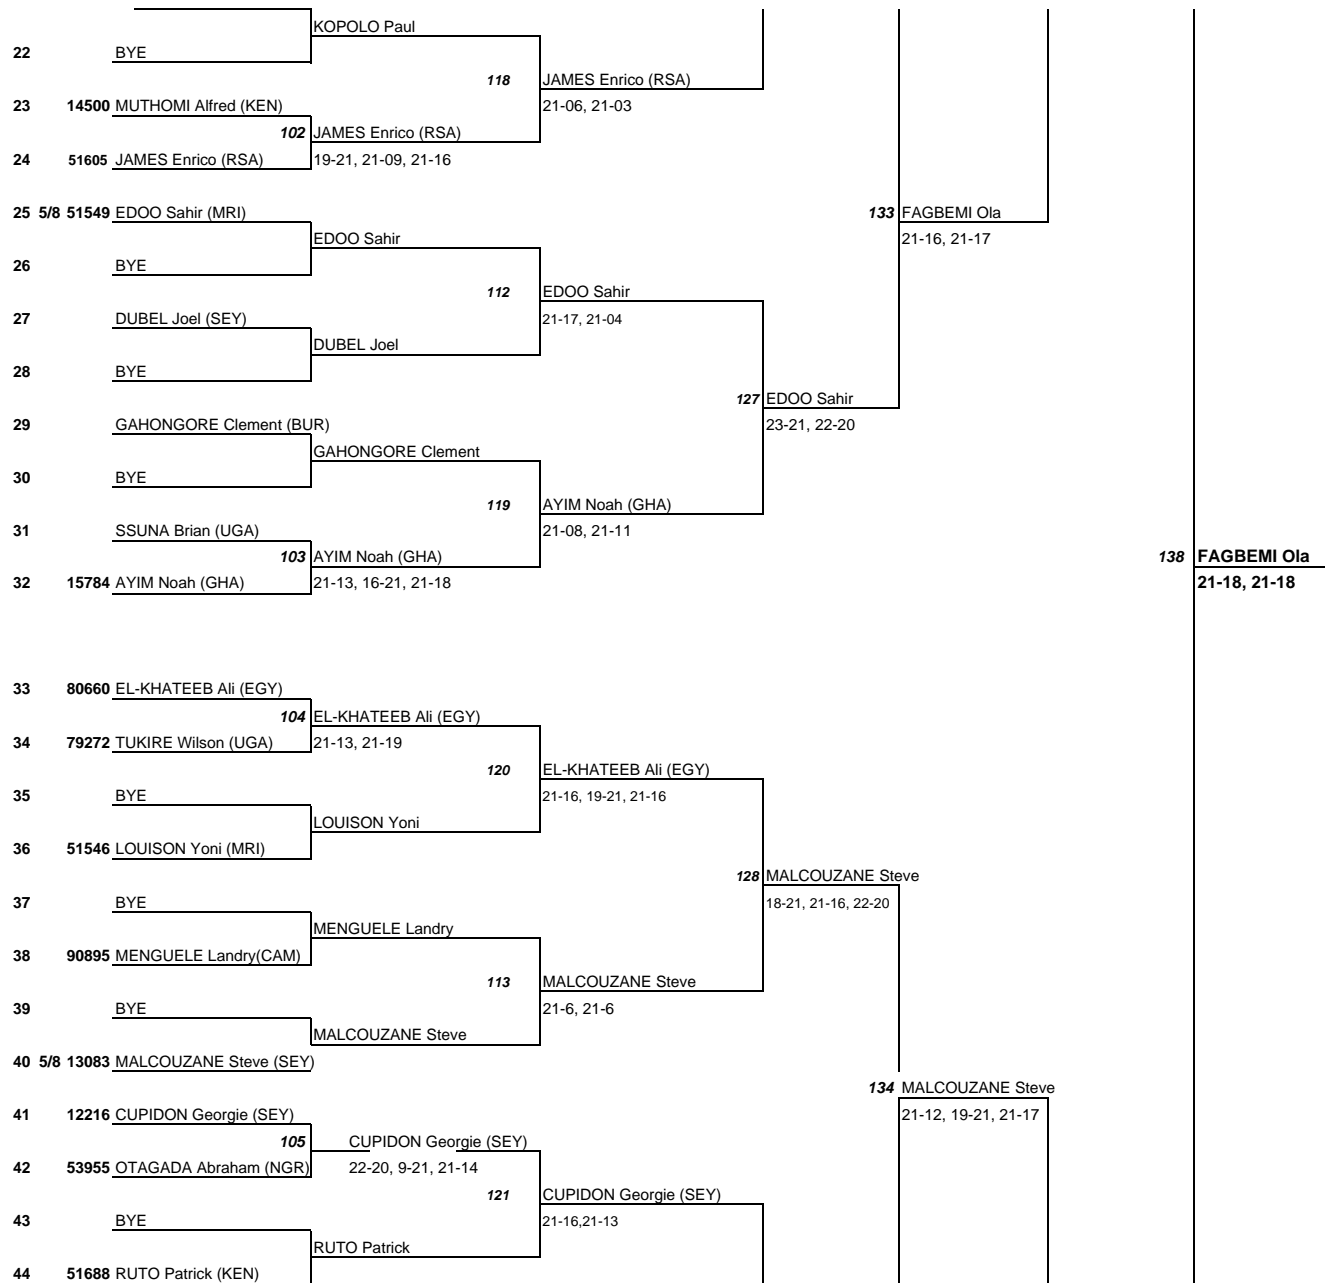 KOPOLO Paul
22 BYE
118 JAMES Enrico (RSA)
23 14500 MUTHOMI Alfred (KEN) 21-06, 21-03
102 JAMES Enrico (RSA)
24 51605 JAMES Enrico (RSA) 19-21, 21-09, 21-16
25 5/8 51549 EDOO Sahir (MRI) 133 FAGBEMI Ola
EDOO Sahir 21-16, 21-17
26 BYE
112 EDOO Sahir
27 DUBEL Joel (SEY) 21-17, 21-04
DUBEL Joel
28 BYE
127 EDOO Sahir
29 GAHONGORE Clement (BUR) 23-21, 22-20
GAHONGORE Clement
30 BYE
119 AYIM Noah (GHA)
31 SSUNA Brian (UGA) 21-08, 21-11
103 AYIM Noah (GHA) 138 FAGBEMI Ola
32 15784 AYIM Noah (GHA) 21-13, 16-21, 21-18 21-18, 21-18
33 80660 EL-KHATEEB Ali (EGY)
104 EL-KHATEEB Ali (EGY)
34 79272 TUKIRE Wilson (UGA) 21-13, 21-19
120 EL-KHATEEB Ali (EGY)
35 BYE 21-16, 19-21, 21-16
LOUISON Yoni
36 51546 LOUISON Yoni (MRI)
128 MALCOUZANE Steve
37 BYE 18-21, 21-16, 22-20
MENGUELE Landry
38 90895 MENGUELE Landry(CAM)
113 MALCOUZANE Steve
39 BYE 21-6, 21-6
MALCOUZANE Steve
40 5/8 13083 MALCOUZANE Steve (SEY)
134 MALCOUZANE Steve
41 12216 CUPIDON Georgie (SEY) 21-12, 19-21, 21-17
105 CUPIDON Georgie (SEY)
42 53955 OTAGADA Abraham (NGR) 22-20, 9-21, 21-14
121 CUPIDON Georgie (SEY)
43 BYE 21-16,21-13
RUTO Patrick
44 51688 RUTO Patrick (KEN)